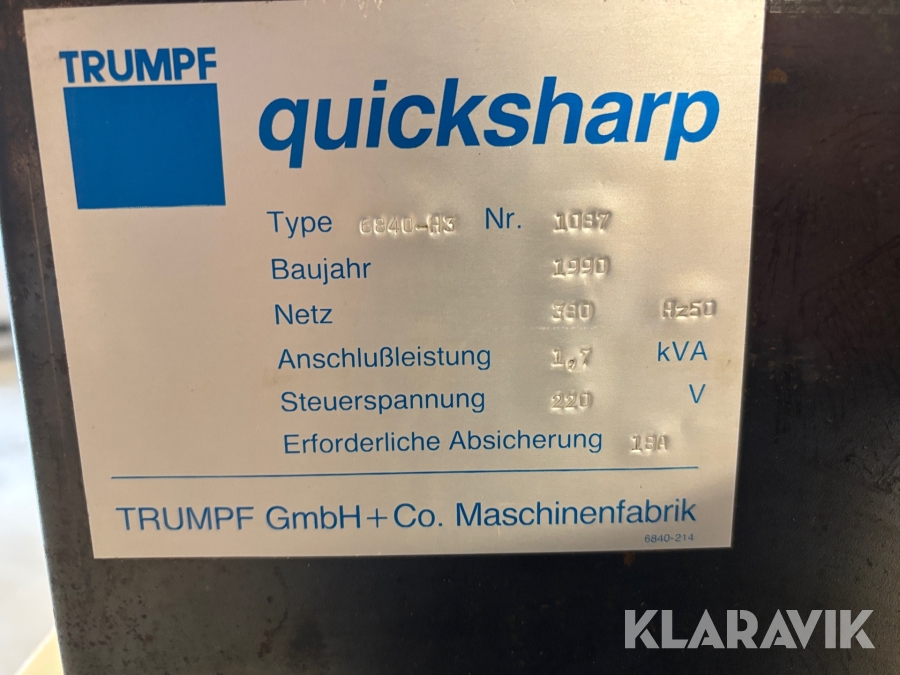 TRUMPF
quicksharp
Type 6840-A3 Nr. 1087
Baujahr 1990
Netz 380 Hz50
Anschlußleistung 1,7 kVA
Steuerspannung 220 V
Erforderliche Absicherung
TRUMPF GmbH+Co. Maschinenfabrik
6840-214
KLARAVIK